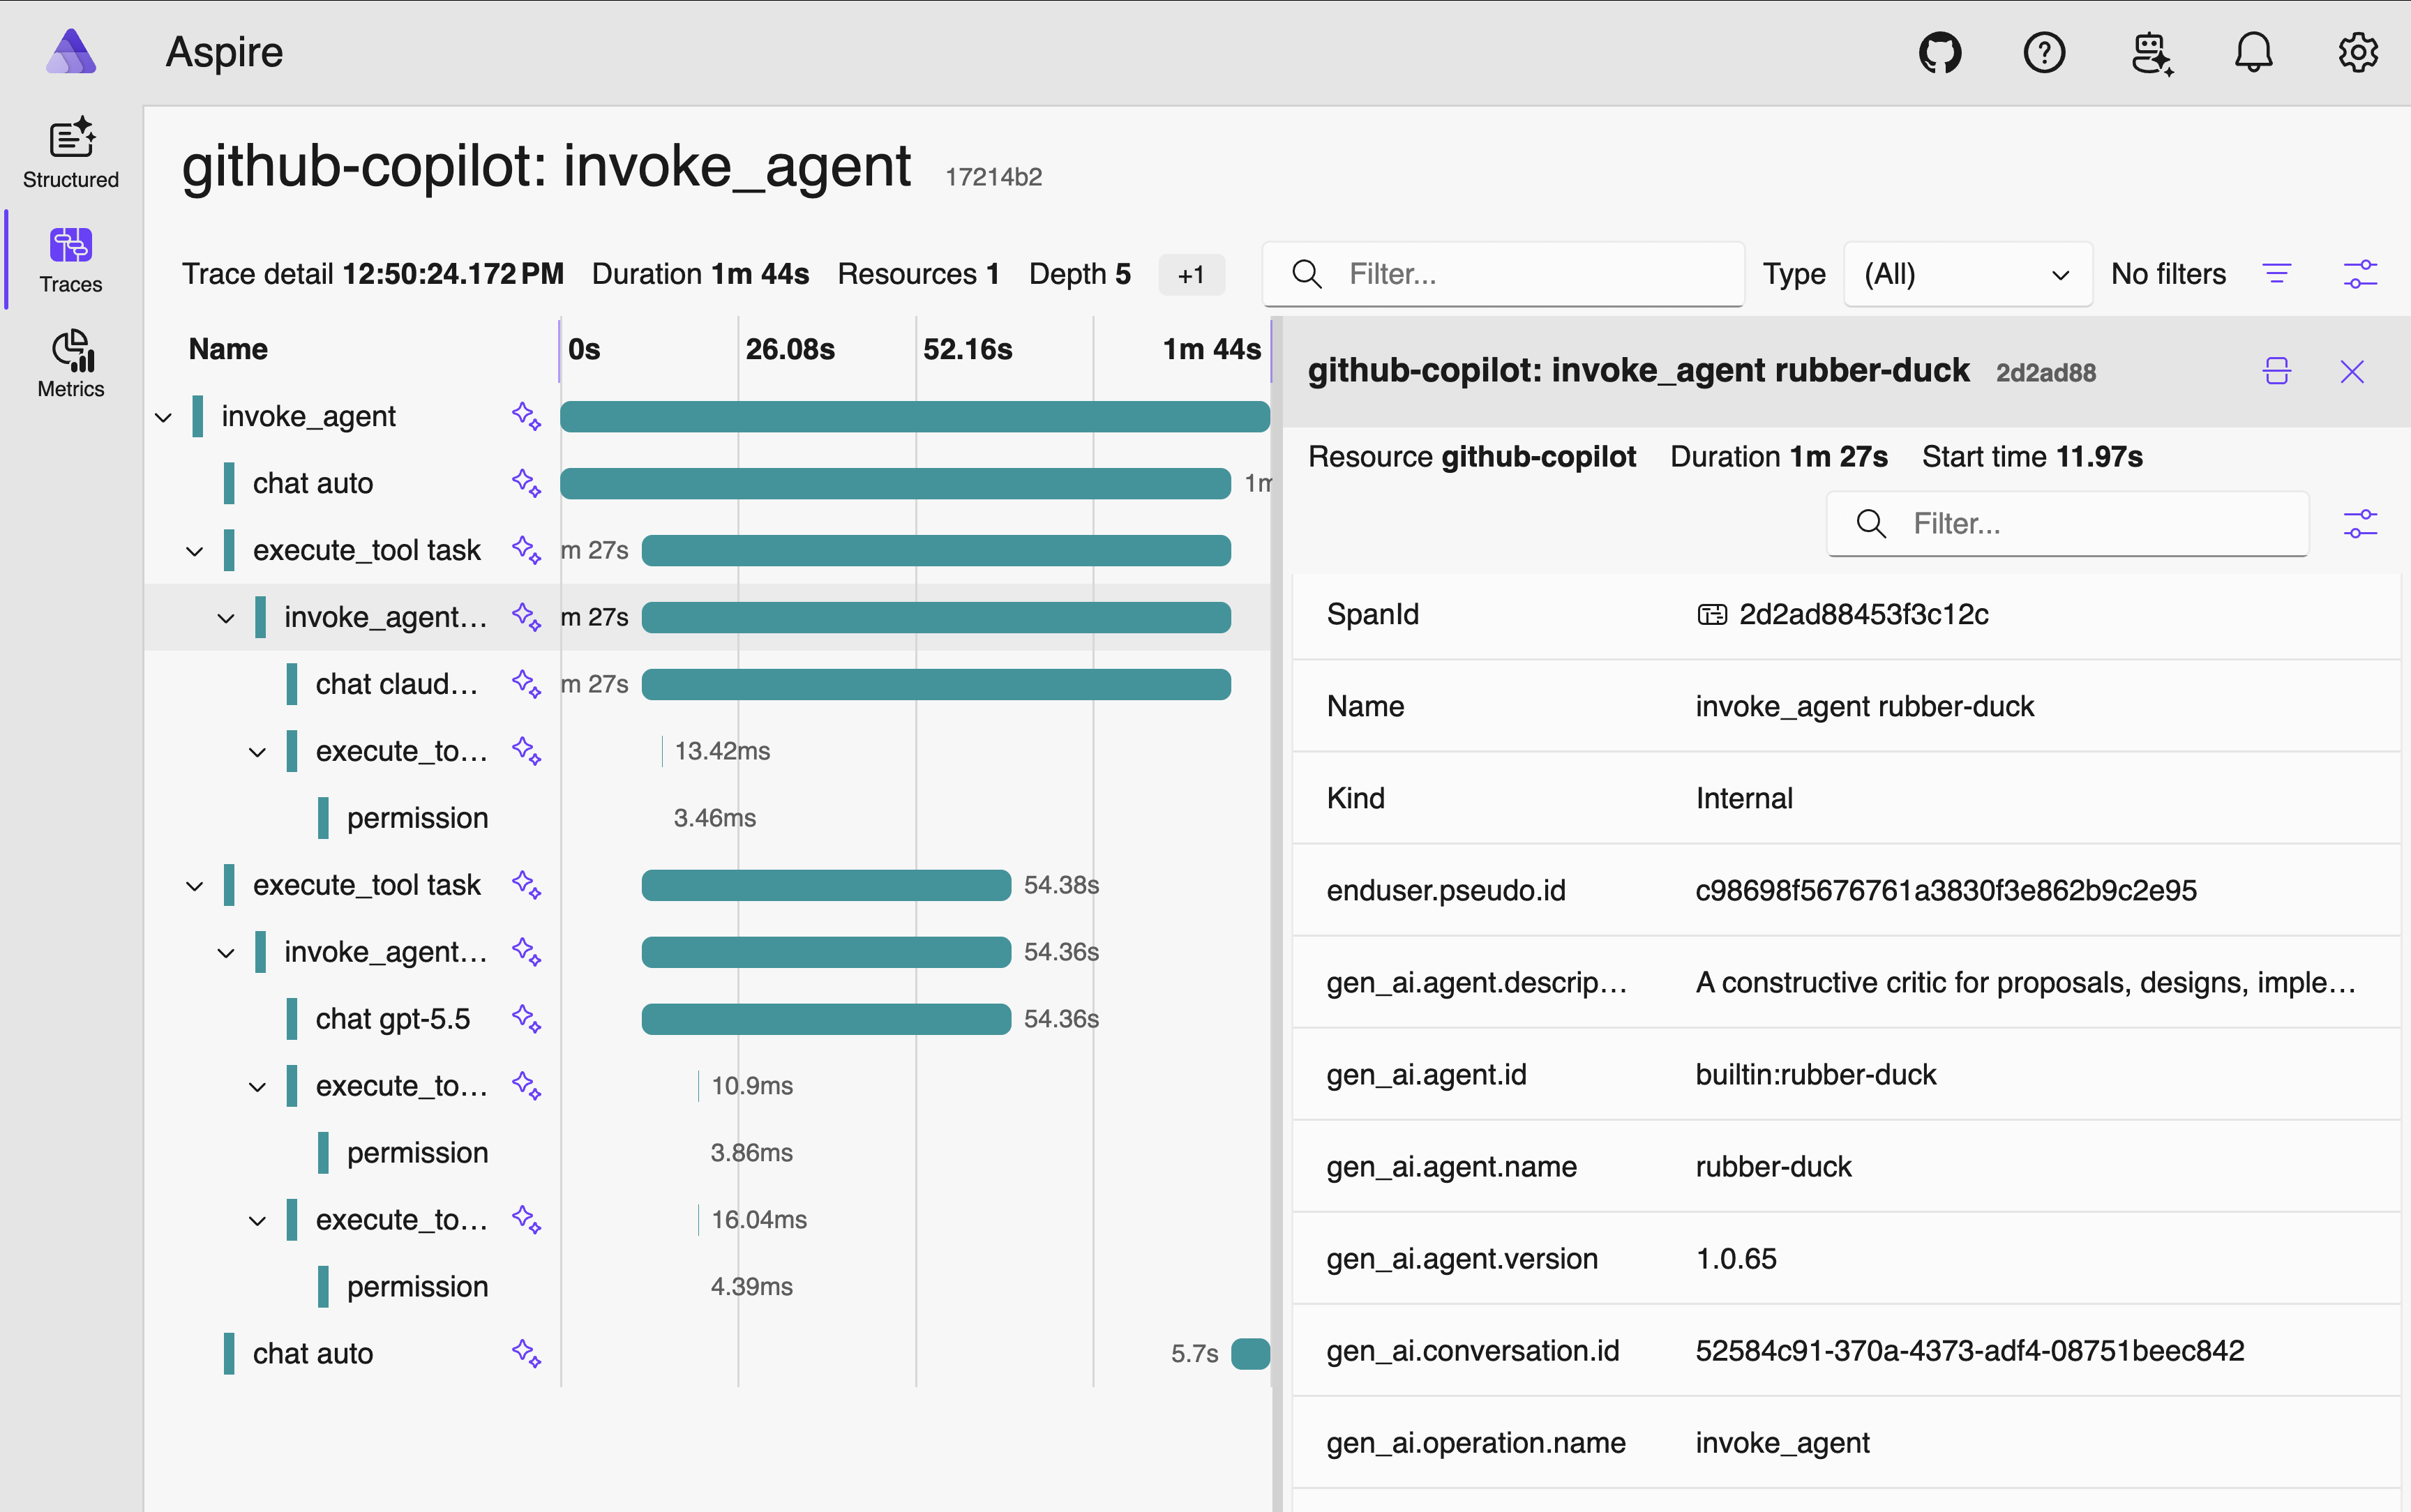 Aspire
Structured
Traces
Metrics
github-copilot: invoke_agent 17214b2
Trace detail 12:50:24.172 PM Duration 1m 44s Resources 1 Depth 5 +1
Filter...
Type (All) No filters
Name 0s 26.08s 52.16s 1m 44s
invoke_agent
chat auto 1m
execute_tool task m 27s
invoke_agent… m 27s
chat claud… m 27s
execute_to… 13.42ms
permission 3.46ms
execute_tool task 54.38s
invoke_agent… 54.36s
chat gpt-5.5 54.36s
execute_to… 10.9ms
permission 3.86ms
execute_to… 16.04ms
permission 4.39ms
chat auto 5.7s
github-copilot: invoke_agent rubber-duck 2d2ad88
Resource github-copilot Duration 1m 27s Start time 11.97s
Filter...
SpanId 2d2ad88453f3c12c
Name invoke_agent rubber-duck
Kind Internal
enduser.pseudo.id c98698f5676761a3830f3e862b9c2e95
gen_ai.agent.descrip… A constructive critic for proposals, designs, imple…
gen_ai.agent.id builtin:rubber-duck
gen_ai.agent.name rubber-duck
gen_ai.agent.version 1.0.65
gen_ai.conversation.id 52584c91-370a-4373-adf4-08751beec842
gen_ai.operation.name invoke_agent